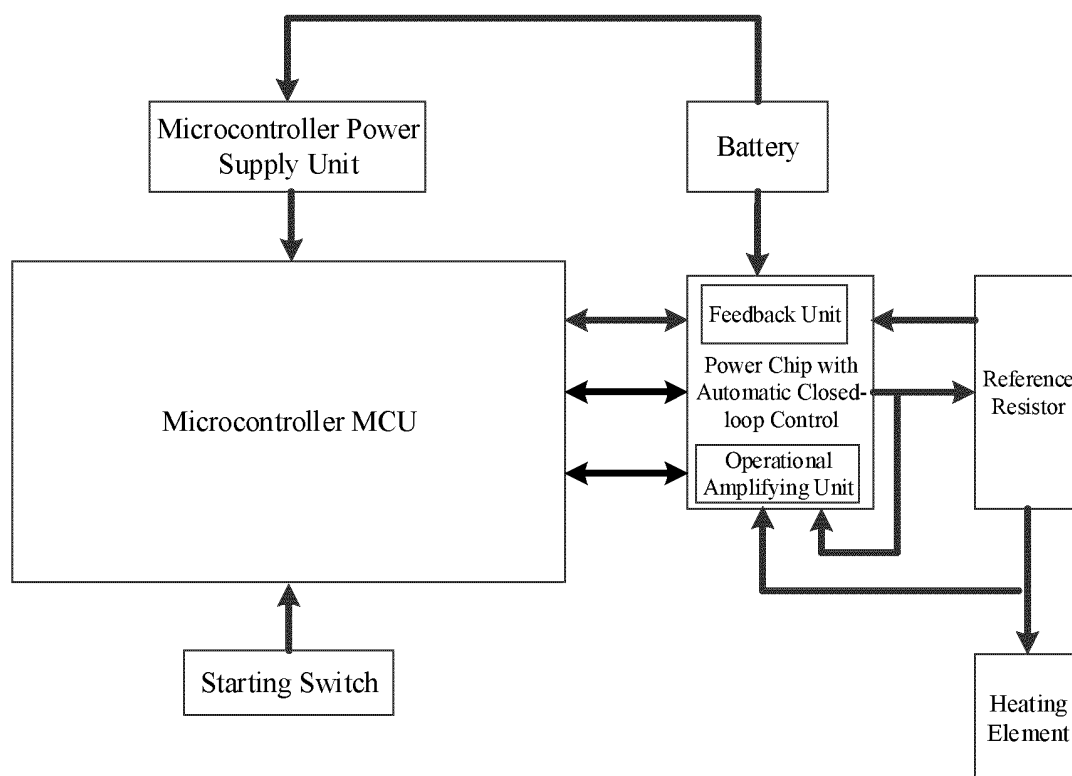 Microcontroller Power
Supply Unit
Battery
Microcontroller MCU
Feedback Unit
Power Chip with
Automatic Closed-
loop Control
Operational
Amplifying Unit
Reference
Resistor
Starting Switch
Heating
Element